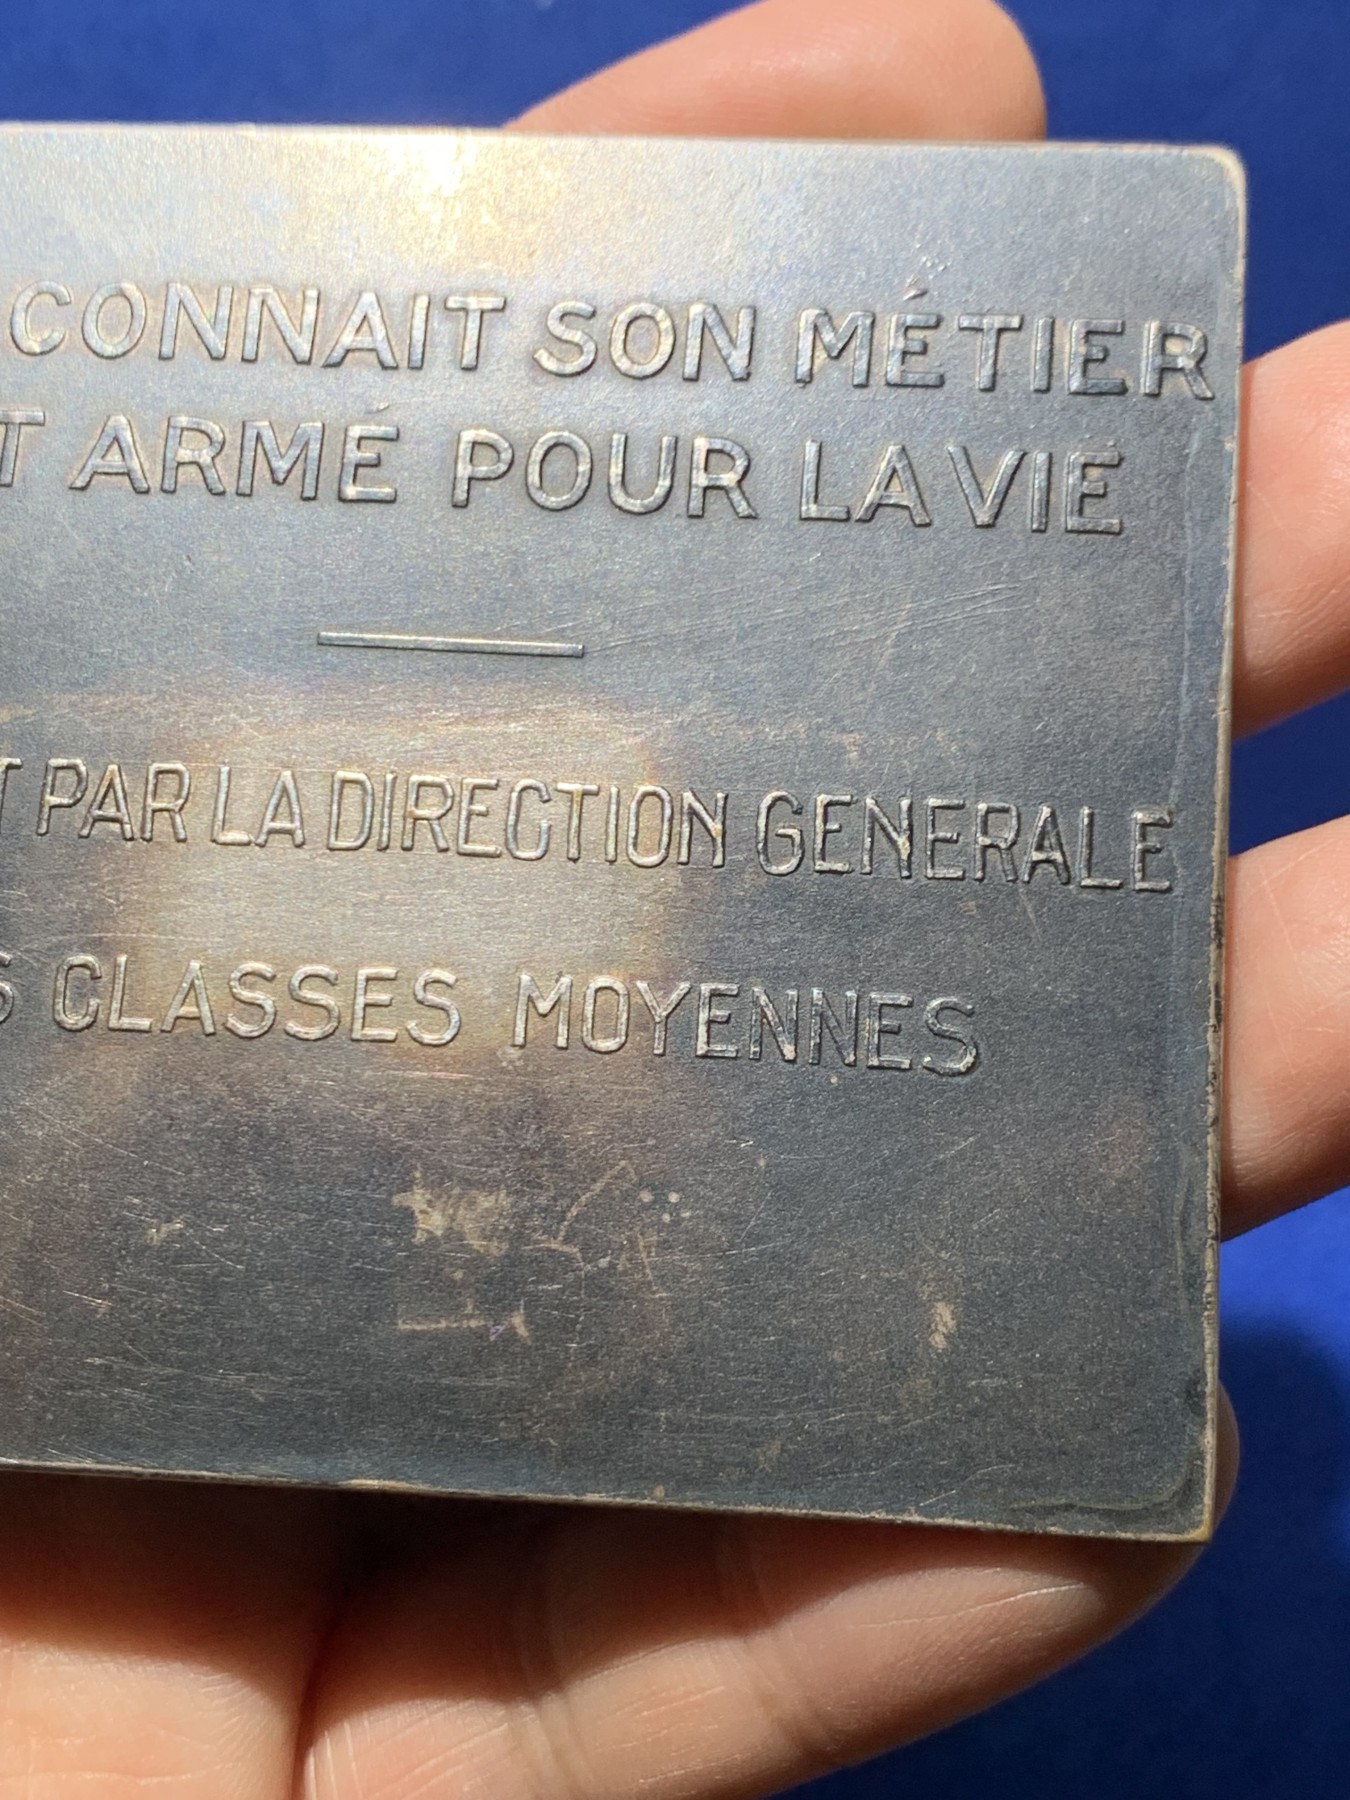 CONNAIT SON MÉTIER
T ARMÉ POUR LA VIE
T PAR LA DIRECTION GENERALE
S CLASSES MOYENNES